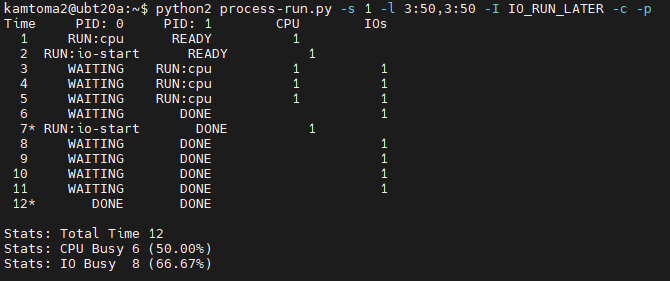 kamtoma2@ubt20a:~$ python2 process-run.py -s 1 -l 3:50,3:50 -I IO_RUN_LATER -c -p
Time     PID: 0     PID: 1        CPU        IOs
  1     RUN:cpu      READY          1
  2  RUN:io-start      READY          1
  3     WAITING    RUN:cpu          1          1
  4     WAITING    RUN:cpu          1          1
  5     WAITING    RUN:cpu          1          1
  6     WAITING       DONE                     1
  7* RUN:io-start       DONE          1
  8     WAITING       DONE                     1
  9     WAITING       DONE                     1
 10     WAITING       DONE                     1
 11     WAITING       DONE                     1
 12*       DONE       DONE
Stats: Total Time 12
Stats: CPU Busy 6 (50.00%)
Stats: IO Busy  8 (66.67%)